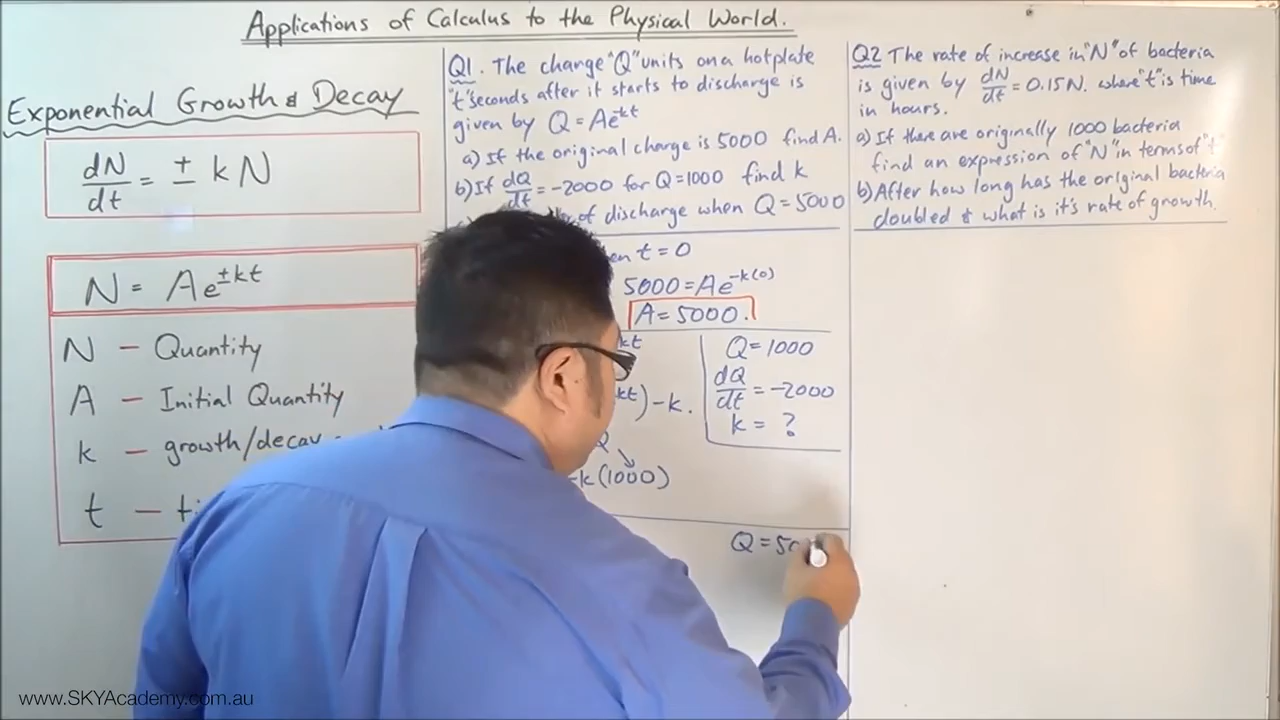 Applications of Calculus to the Physical World.
Exponential Growth & Decay
dN/dt = ± kN
N = Ae^±kt
N – Quantity
A – Initial Quantity
k – growth/decay
t –
Q1. The change "Q" units on a hotplate
"t" seconds after it starts to discharge is
given by Q = Ae^-kt
a) If the original charge is 5000 find A.
b) If dQ/dt = -2000 for Q=1000 find k
of discharge when Q = 5000
t = 0
5000 = Ae^-k(0)
A = 5000.
kt
kt) - k.
-k(1000)
Q = 1000
dQ/dt = -2000
k = ?
Q = 50
Q2 The rate of increase in "N" of bacteria
is given by dN/dt = 0.15N. where "t" is time
in hours.
a) If there are originally 1000 bacteria
find an expression of "N" in terms of "t"
b) After how long has the original bacteria
doubled & what is it's rate of growth.
www.SKYAcademy.com.au